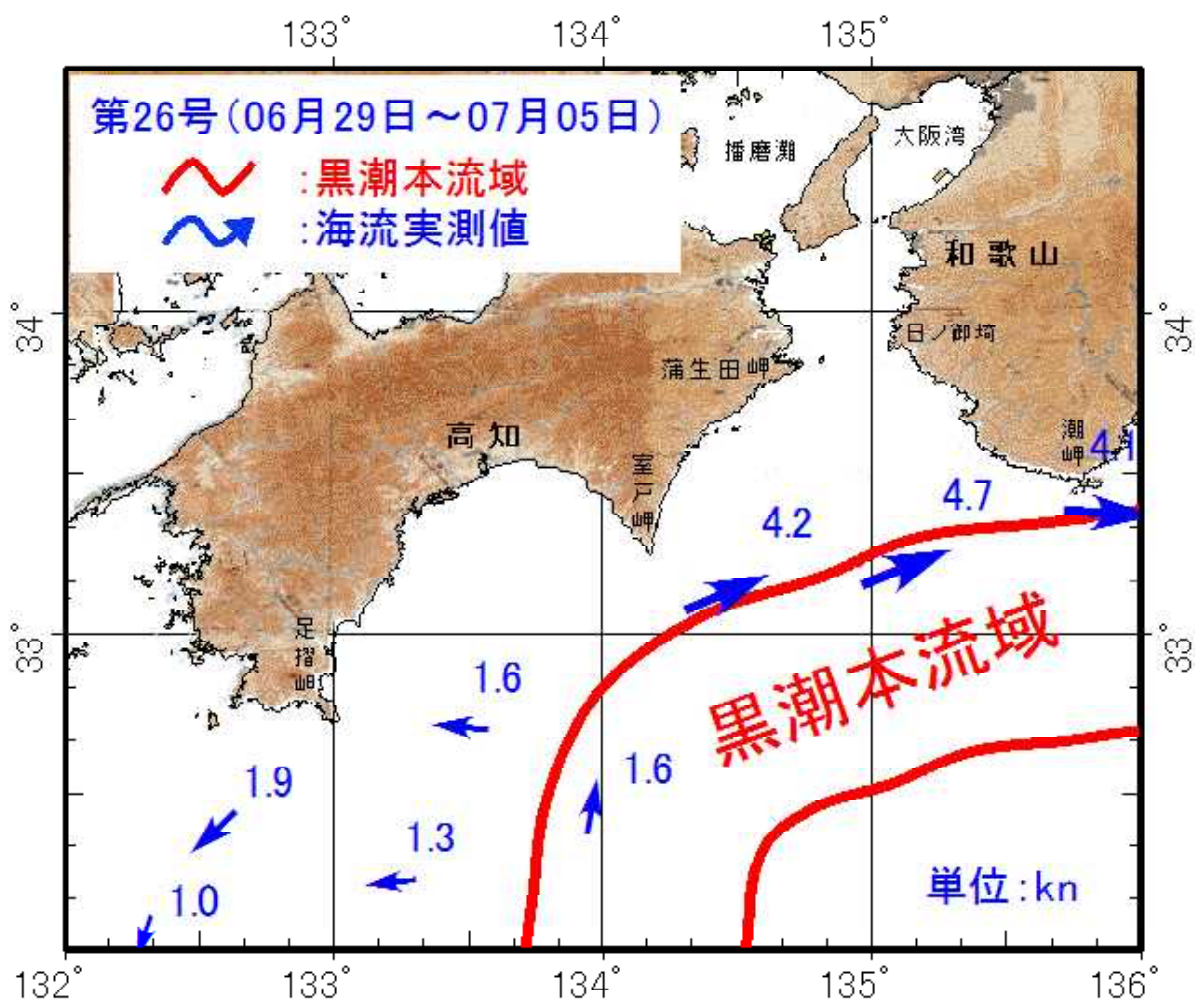 133° 134° 135°
第26号(06月29日～07月05日)
:黒潮本流域
:海流実測値
播磨灘
大阪湾
和歌山
34°
34°
日ノ御埼
蒲生田岬
高知
室戸岬
潮岬
4.1
4.7
4.2
33°
33°
足摺岬
黒潮本流域
1.6
1.6
1.9
1.3
1.0
単位:kn
132° 133° 134° 135° 136°